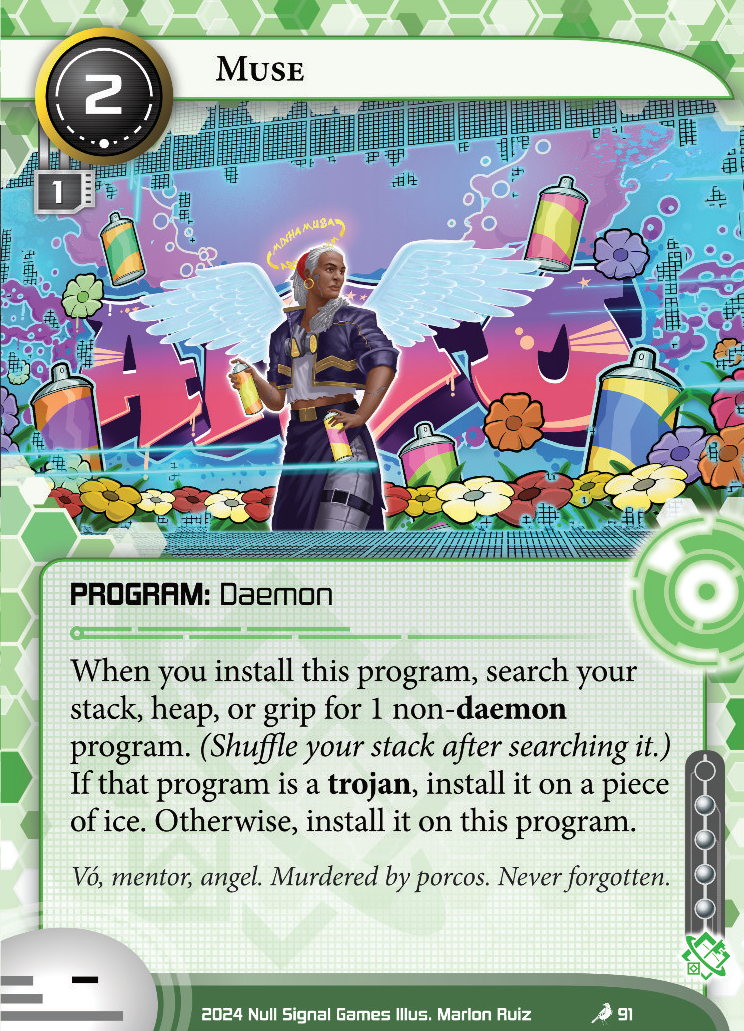 MUSE
2
1
PROGRAM: Daemon
When you install this program, search your
stack, heap, or grip for 1 non-daemon
program. (Shuffle your stack after searching it.)
If that program is a trojan, install it on a piece
of ice. Otherwise, install it on this program.
Vó, mentor, angel. Murdered by porcos. Never forgotten.
2024 Null Signal Games Illus. Marlon Ruiz
91